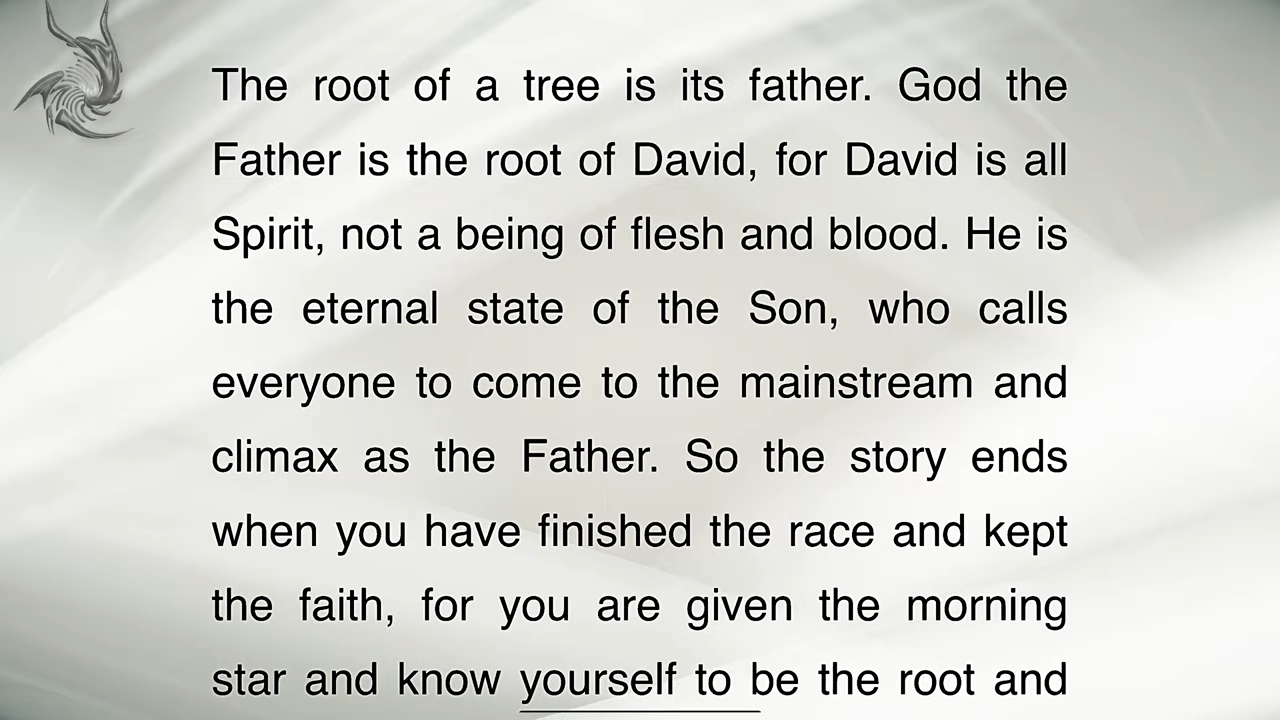 The root of a tree is its father. God the
Father is the root of David, for David is all
Spirit, not a being of flesh and blood. He is
the eternal state of the Son, who calls
everyone to come to the mainstream and
climax as the Father. So the story ends
when you have finished the race and kept
the faith, for you are given the morning
star and know yourself to be the root and